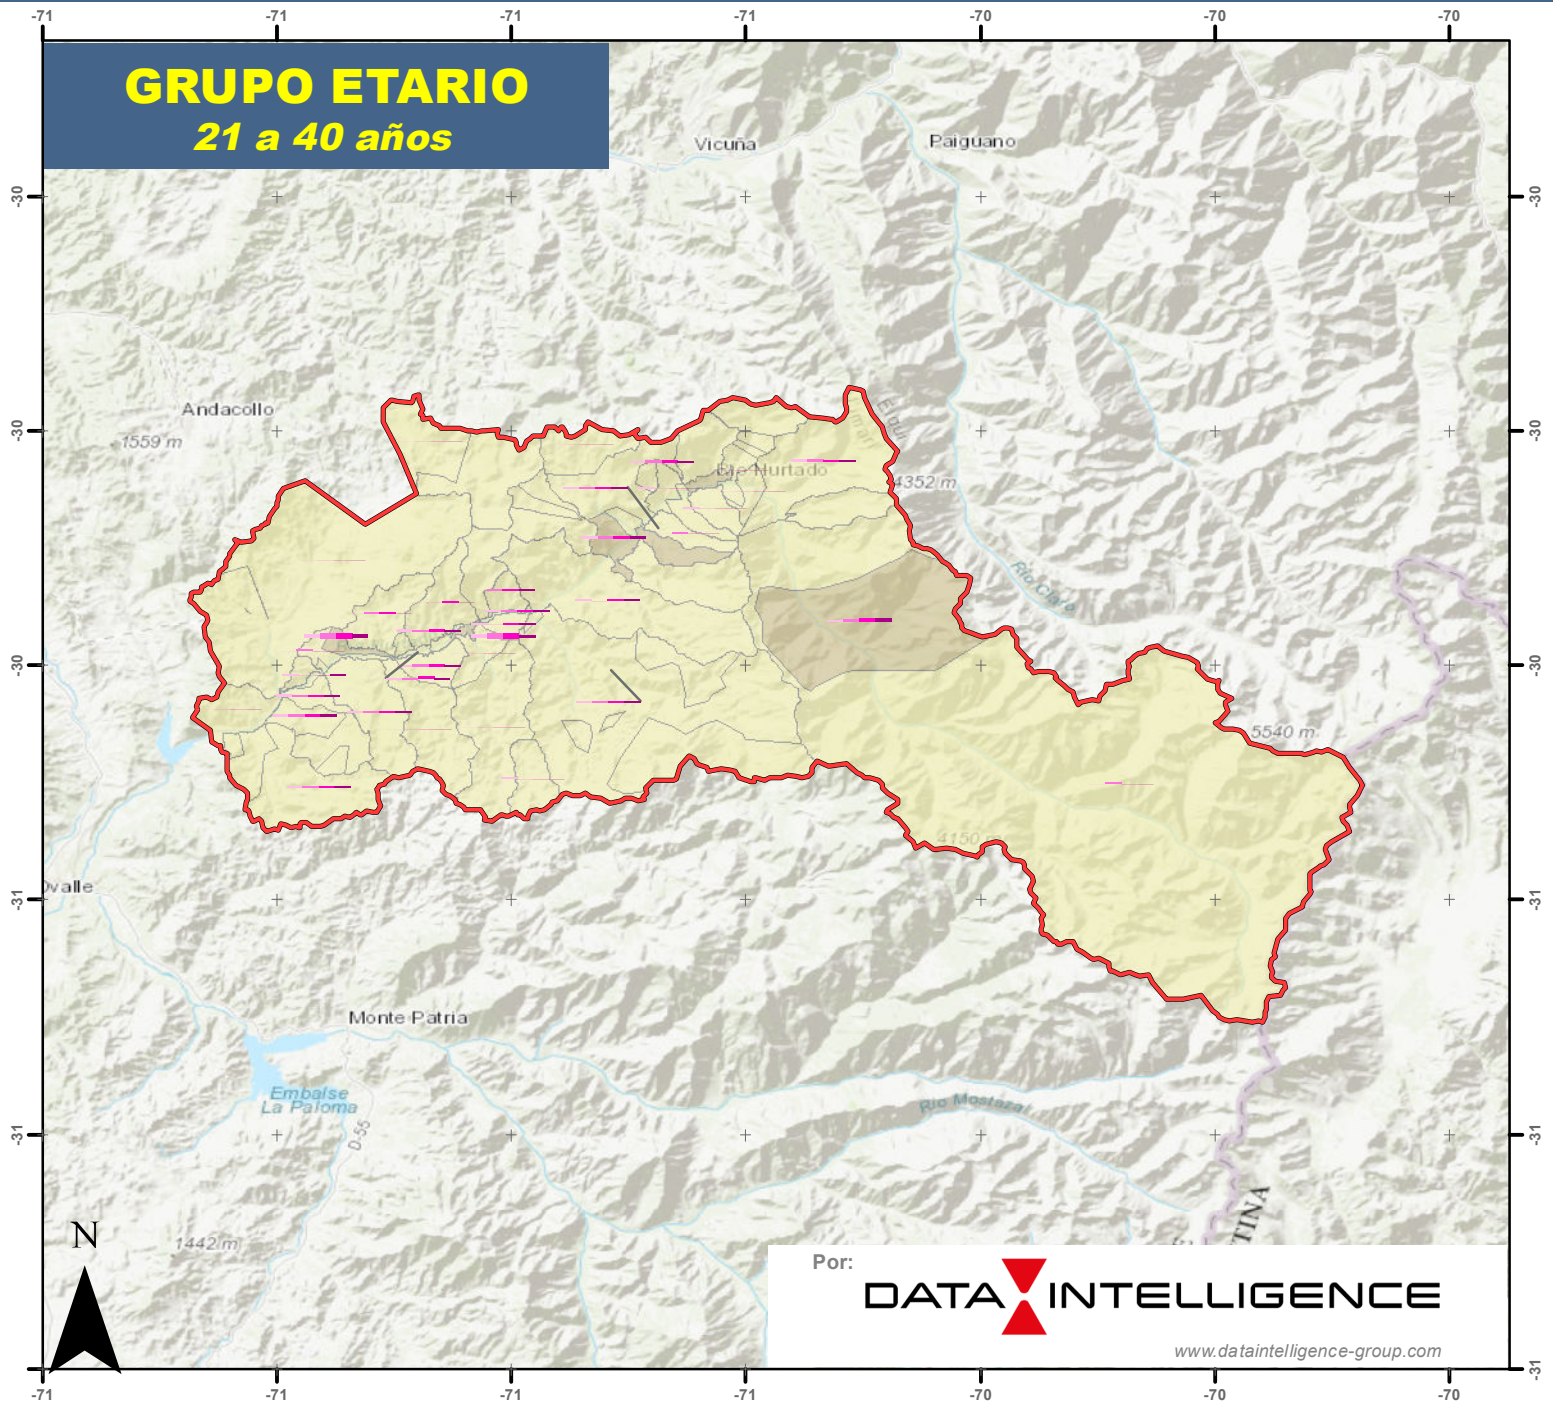 -71 -71 -71 -71 -70 -70 -70
GRUPO ETARIO
21 a 40 años
Vicuña
Paiguano
-30 -30
Andacollo
1559 m
Elqui
-30 -30
Río Hurtado
4352 m
Río Claro
-30 -30
5540 m
4150 m
Ovalle
-31 -31
Monte Patria
Embalse
La Paloma
Río Mostazal
D-55
-31 -31
TINA
N
1442 m
Por:
DATA INTELLIGENCE
www.dataintelligence-group.com
-31
-71 -71 -71 -71 -70 -70 -70